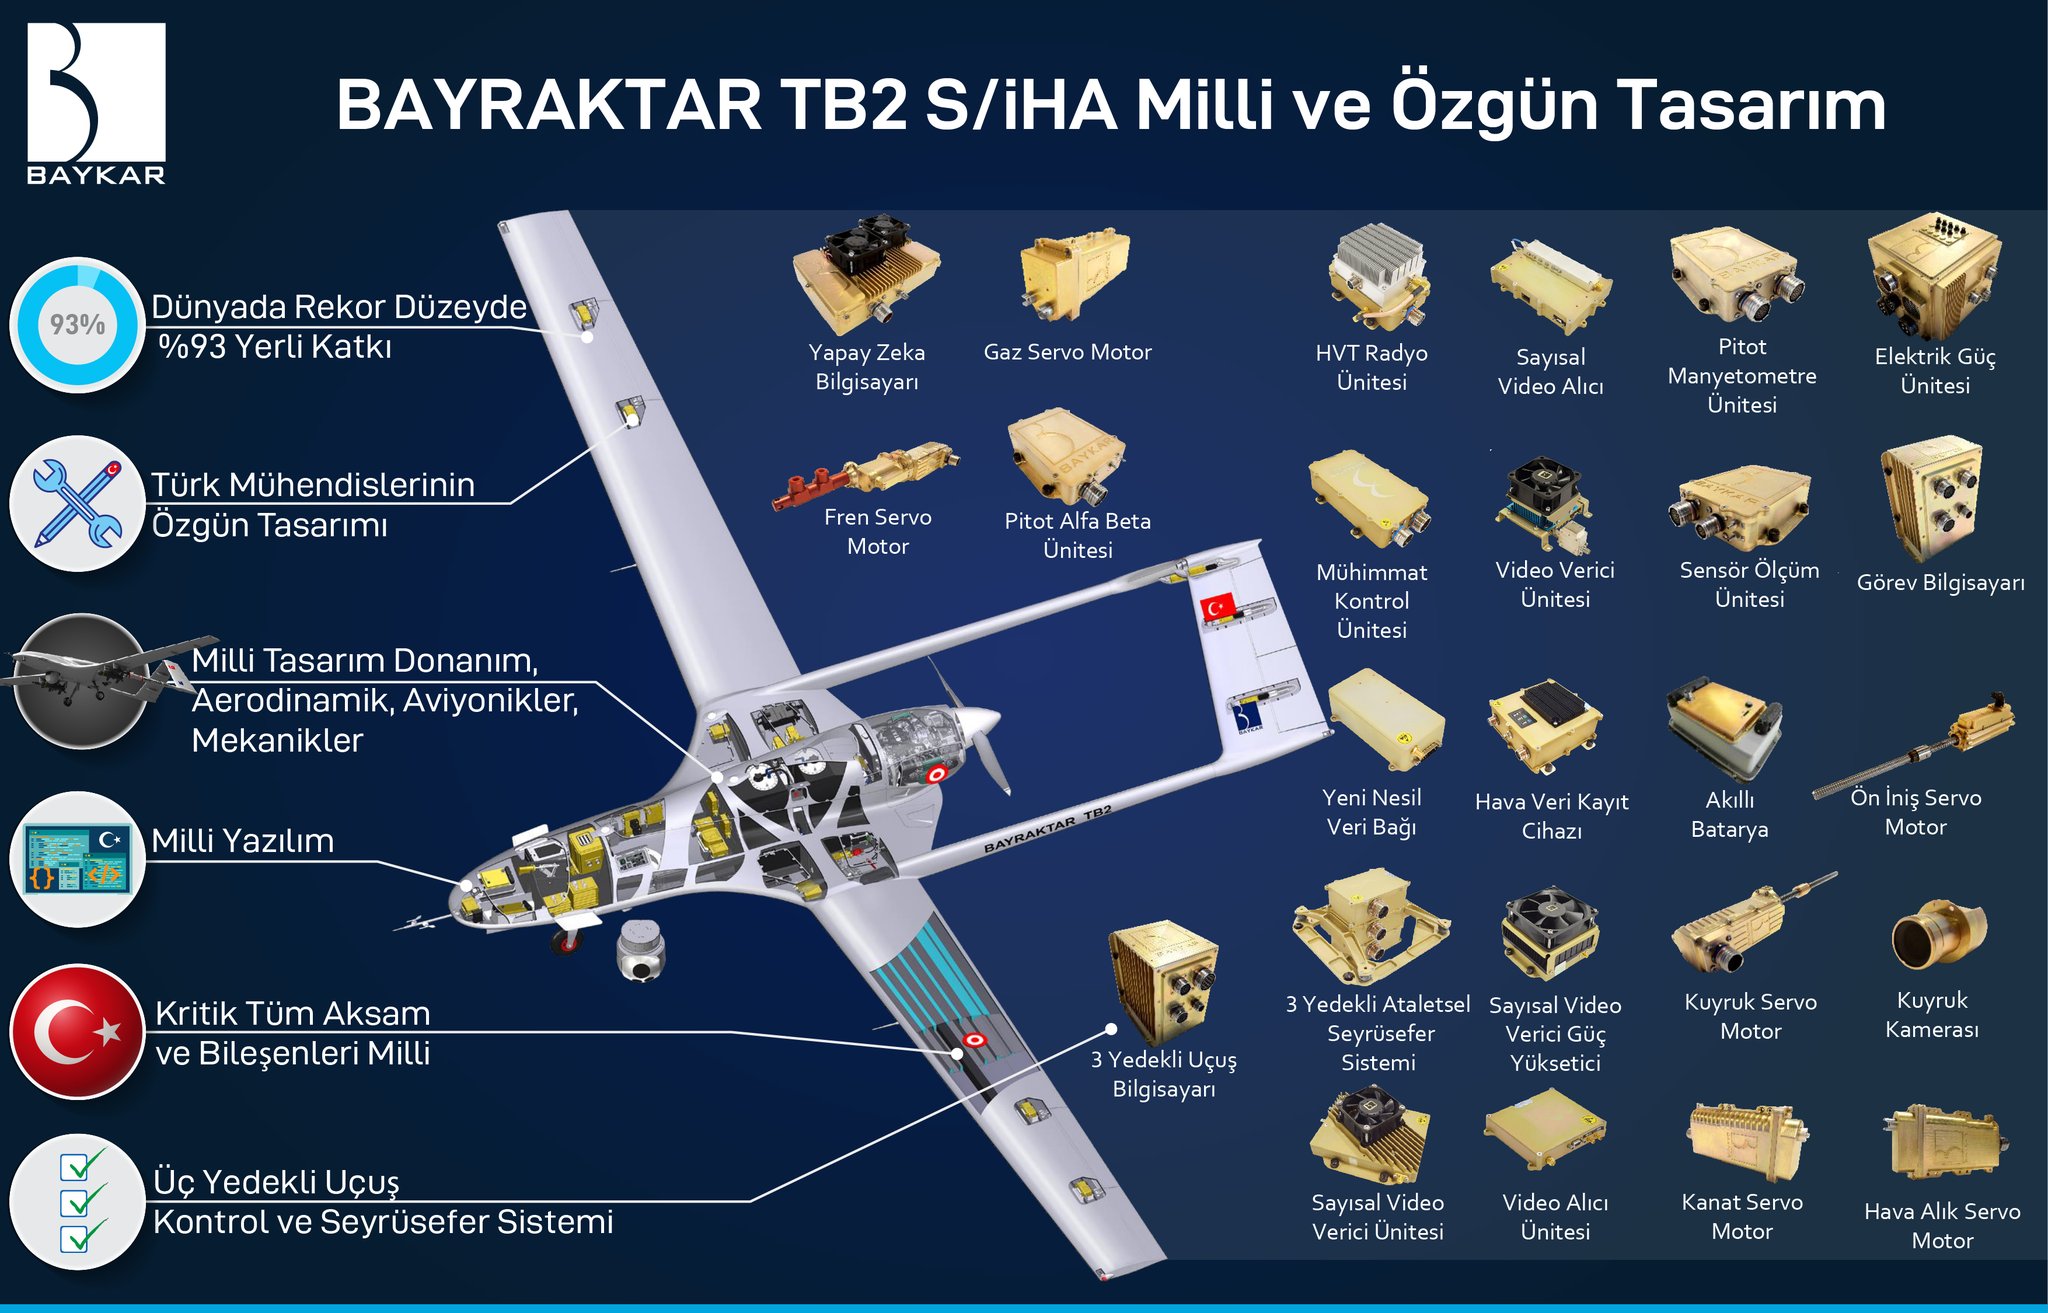 BAYKAR
BAYRAKTAR TB2 S/iHA Milli ve Özgün Tasarım
93%
Dünyada Rekor Düzeyde
%93 Yerli Katkı
Türk Mühendislerinin
Özgün Tasarımı
Milli Tasarım Donanım,
Aerodinamik, Aviyonikler,
Mekanikler
Milli Yazılım
Kritik Tüm Aksam
ve Bileşenleri Milli
Üç Yedekli Uçuş
Kontrol ve Seyrüsefer Sistemi
BAYRAKTAR TB2
BAYKAR
Yapay Zeka
Bilgisayarı
Gaz Servo Motor
HVT Radyo
Ünitesi
Sayısal
Video Alıcı
BAYKAR
Pitot
Manyetometre
Ünitesi
Elektrik Güç
Ünitesi
Fren Servo
Motor
BAYKAR
Pitot Alfa Beta
Ünitesi
Mühimmat
Kontrol
Ünitesi
Video Verici
Ünitesi
BAYKAR
Sensör Ölçüm
Ünitesi
Görev Bilgisayarı
Yeni Nesil
Veri Bağı
Hava Veri Kayıt
Cihazı
Akıllı
Batarya
Ön İniş Servo
Motor
3 Yedekli Uçuş
Bilgisayarı
3 Yedekli Ataletsel
Seyrüsefer
Sistemi
Sayısal Video
Verici Güç
Yüksetici
Kuyruk Servo
Motor
Kuyruk
Kamerası
Sayısal Video
Verici Ünitesi
Video Alıcı
Ünitesi
Kanat Servo
Motor
Hava Alık Servo
Motor